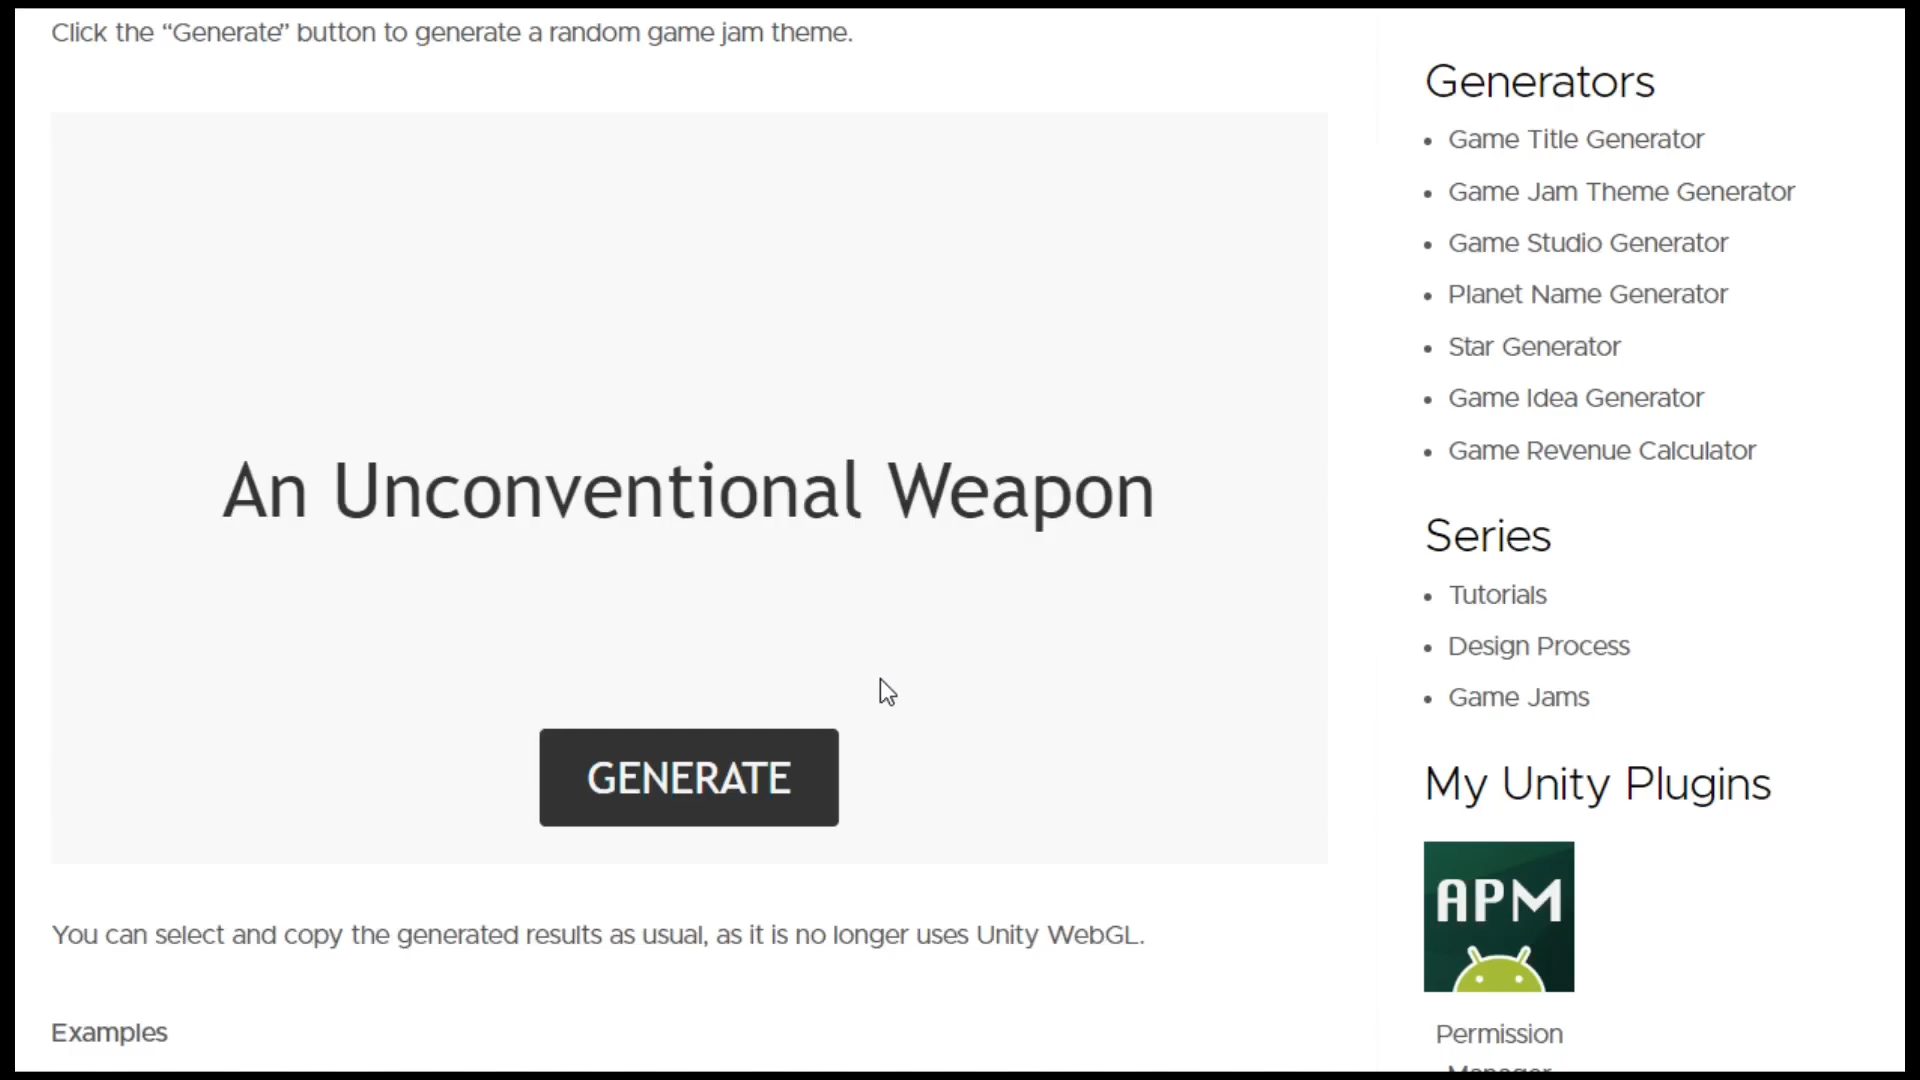 Click the “Generate” button to generate a random game jam theme.
An Unconventional Weapon
GENERATE
You can select and copy the generated results as usual, as it is no longer uses Unity WebGL.
Examples
Generators
Game Title Generator
Game Jam Theme Generator
Game Studio Generator
Planet Name Generator
Star Generator
Game Idea Generator
Game Revenue Calculator
Series
Tutorials
Design Process
Game Jams
My Unity Plugins
APM
Permission
Manager